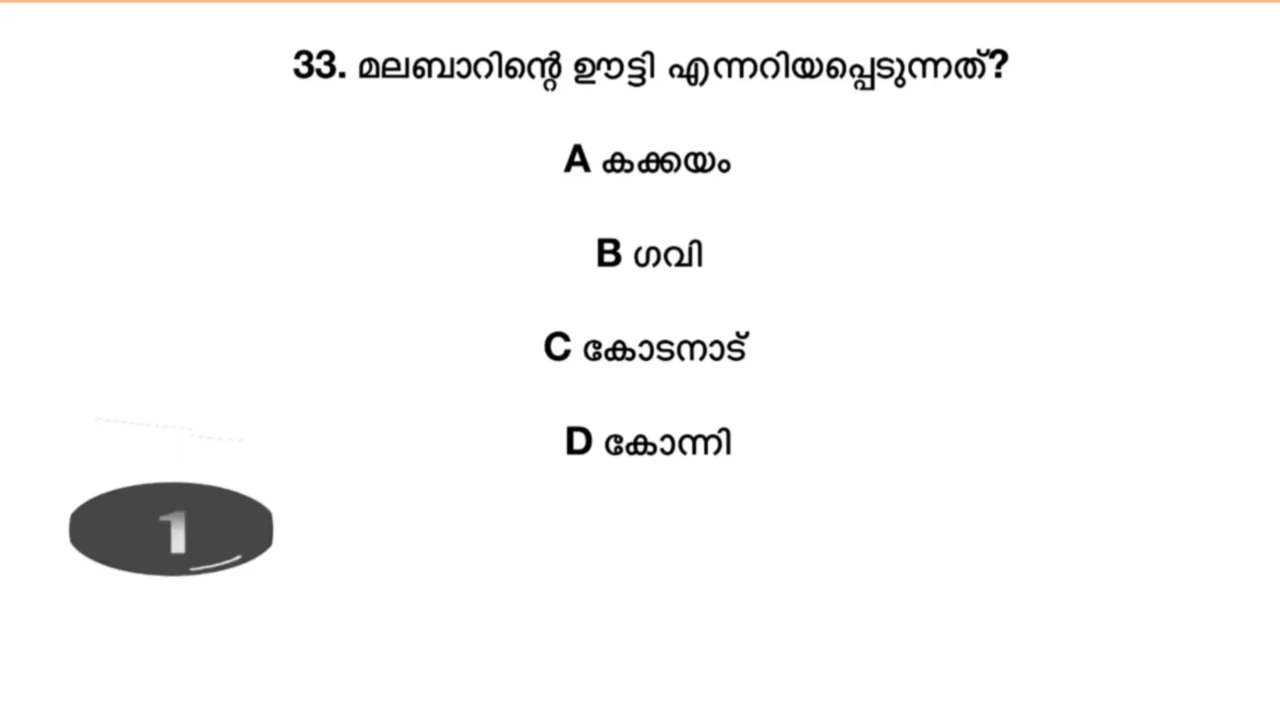 33. മലബാറിന്റെ ഊട്ടി എന്നറിയപ്പെടുന്നത്?
A കക്കയം
B ഗവി
C കോടനാട്
D കോന്നി
1